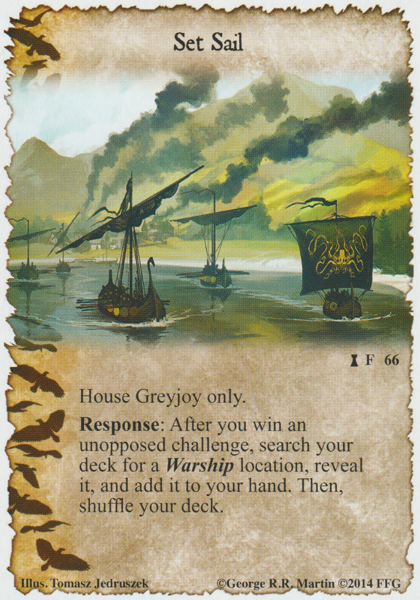 Set Sail
F 66
House Greyjoy only.
Response: After you win an
unopposed challenge, search your
deck for a Warship location, reveal
it, and add it to your hand. Then,
shuffle your deck.
Illus. Tomasz Jedruszek ©George R.R. Martin ©2014 FFG